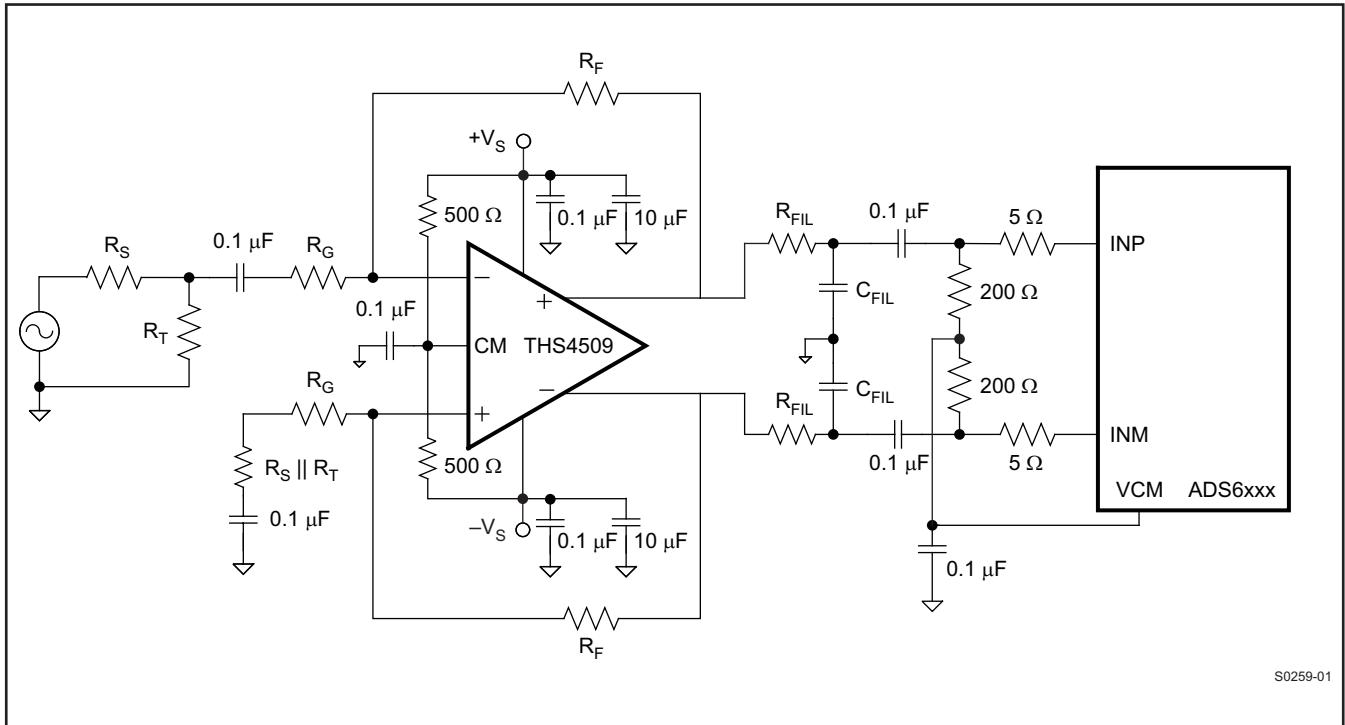 R_F
+V_S
500 Ω
0.1 μF
10 μF
R_FIL
0.1 μF
5 Ω
R_S
0.1 μF
R_G
INP
−
+
200 Ω
C_FIL
0.1 μF
R_T
CM THS4509
R_G
−
C_FIL
200 Ω
R_FIL
+
INM
500 Ω
0.1 μF
5 Ω
R_S || R_T
VCM ADS6xxx
0.1 μF
−V_S
0.1 μF
10 μF
0.1 μF
R_F
S0259-01